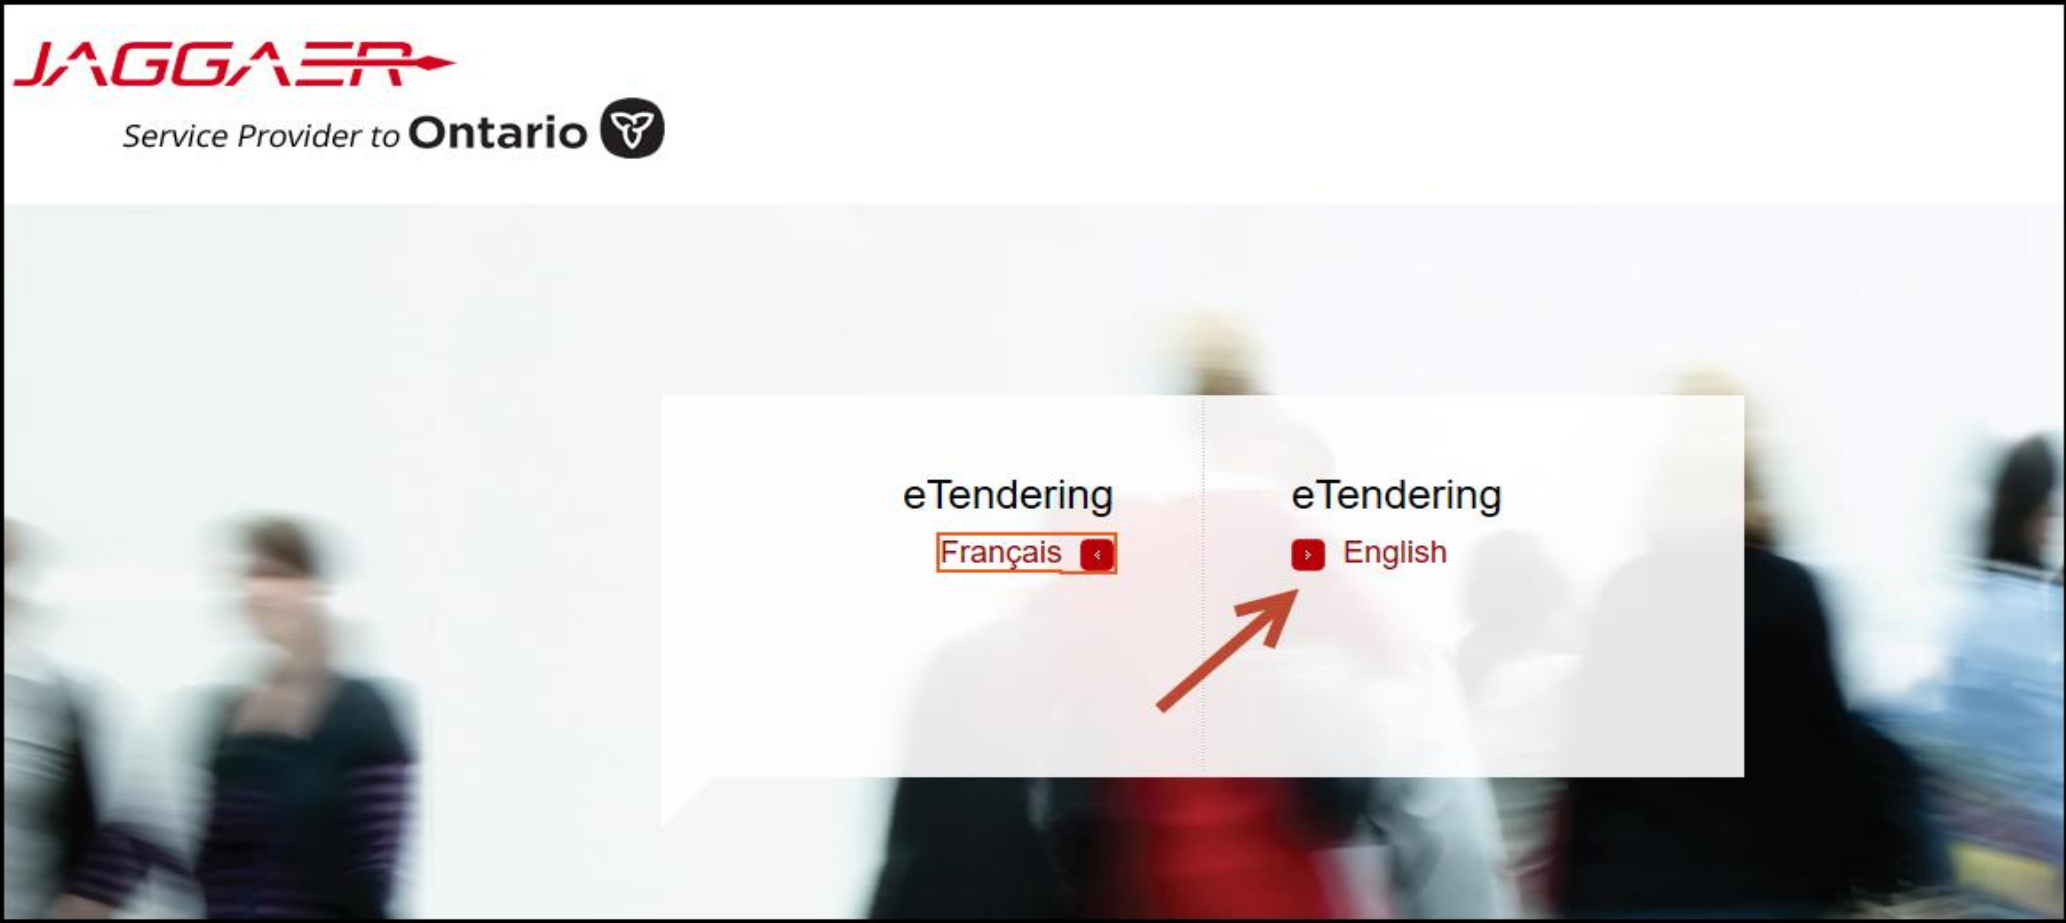 JAGGAER
Service Provider to Ontario
eTendering
Français
eTendering
English